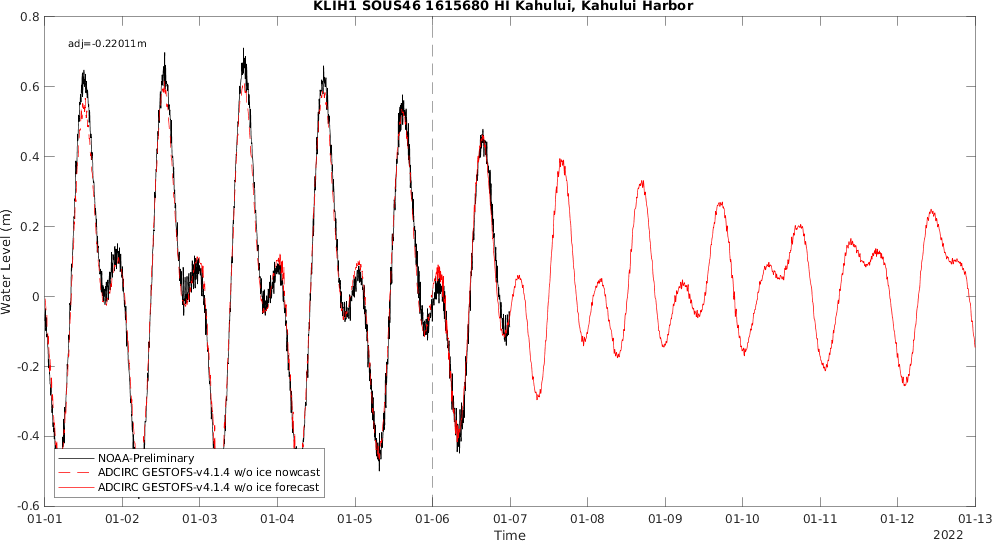 KLIH1 SOUS46 1615680 HI Kahului, Kahului Harbor
adj=-0.22011m
Water Level (m)
0.8
0.6
0.4
0.2
0
-0.2
-0.4
-0.6
NOAA-Preliminary
ADCIRC GESTOFS-v4.1.4 w/o ice nowcast
ADCIRC GESTOFS-v4.1.4 w/o ice forecast
01-01 01-02 01-03 01-04 01-05 01-06 01-07 01-08 01-09 01-10 01-11 01-12 01-13
Time
2022